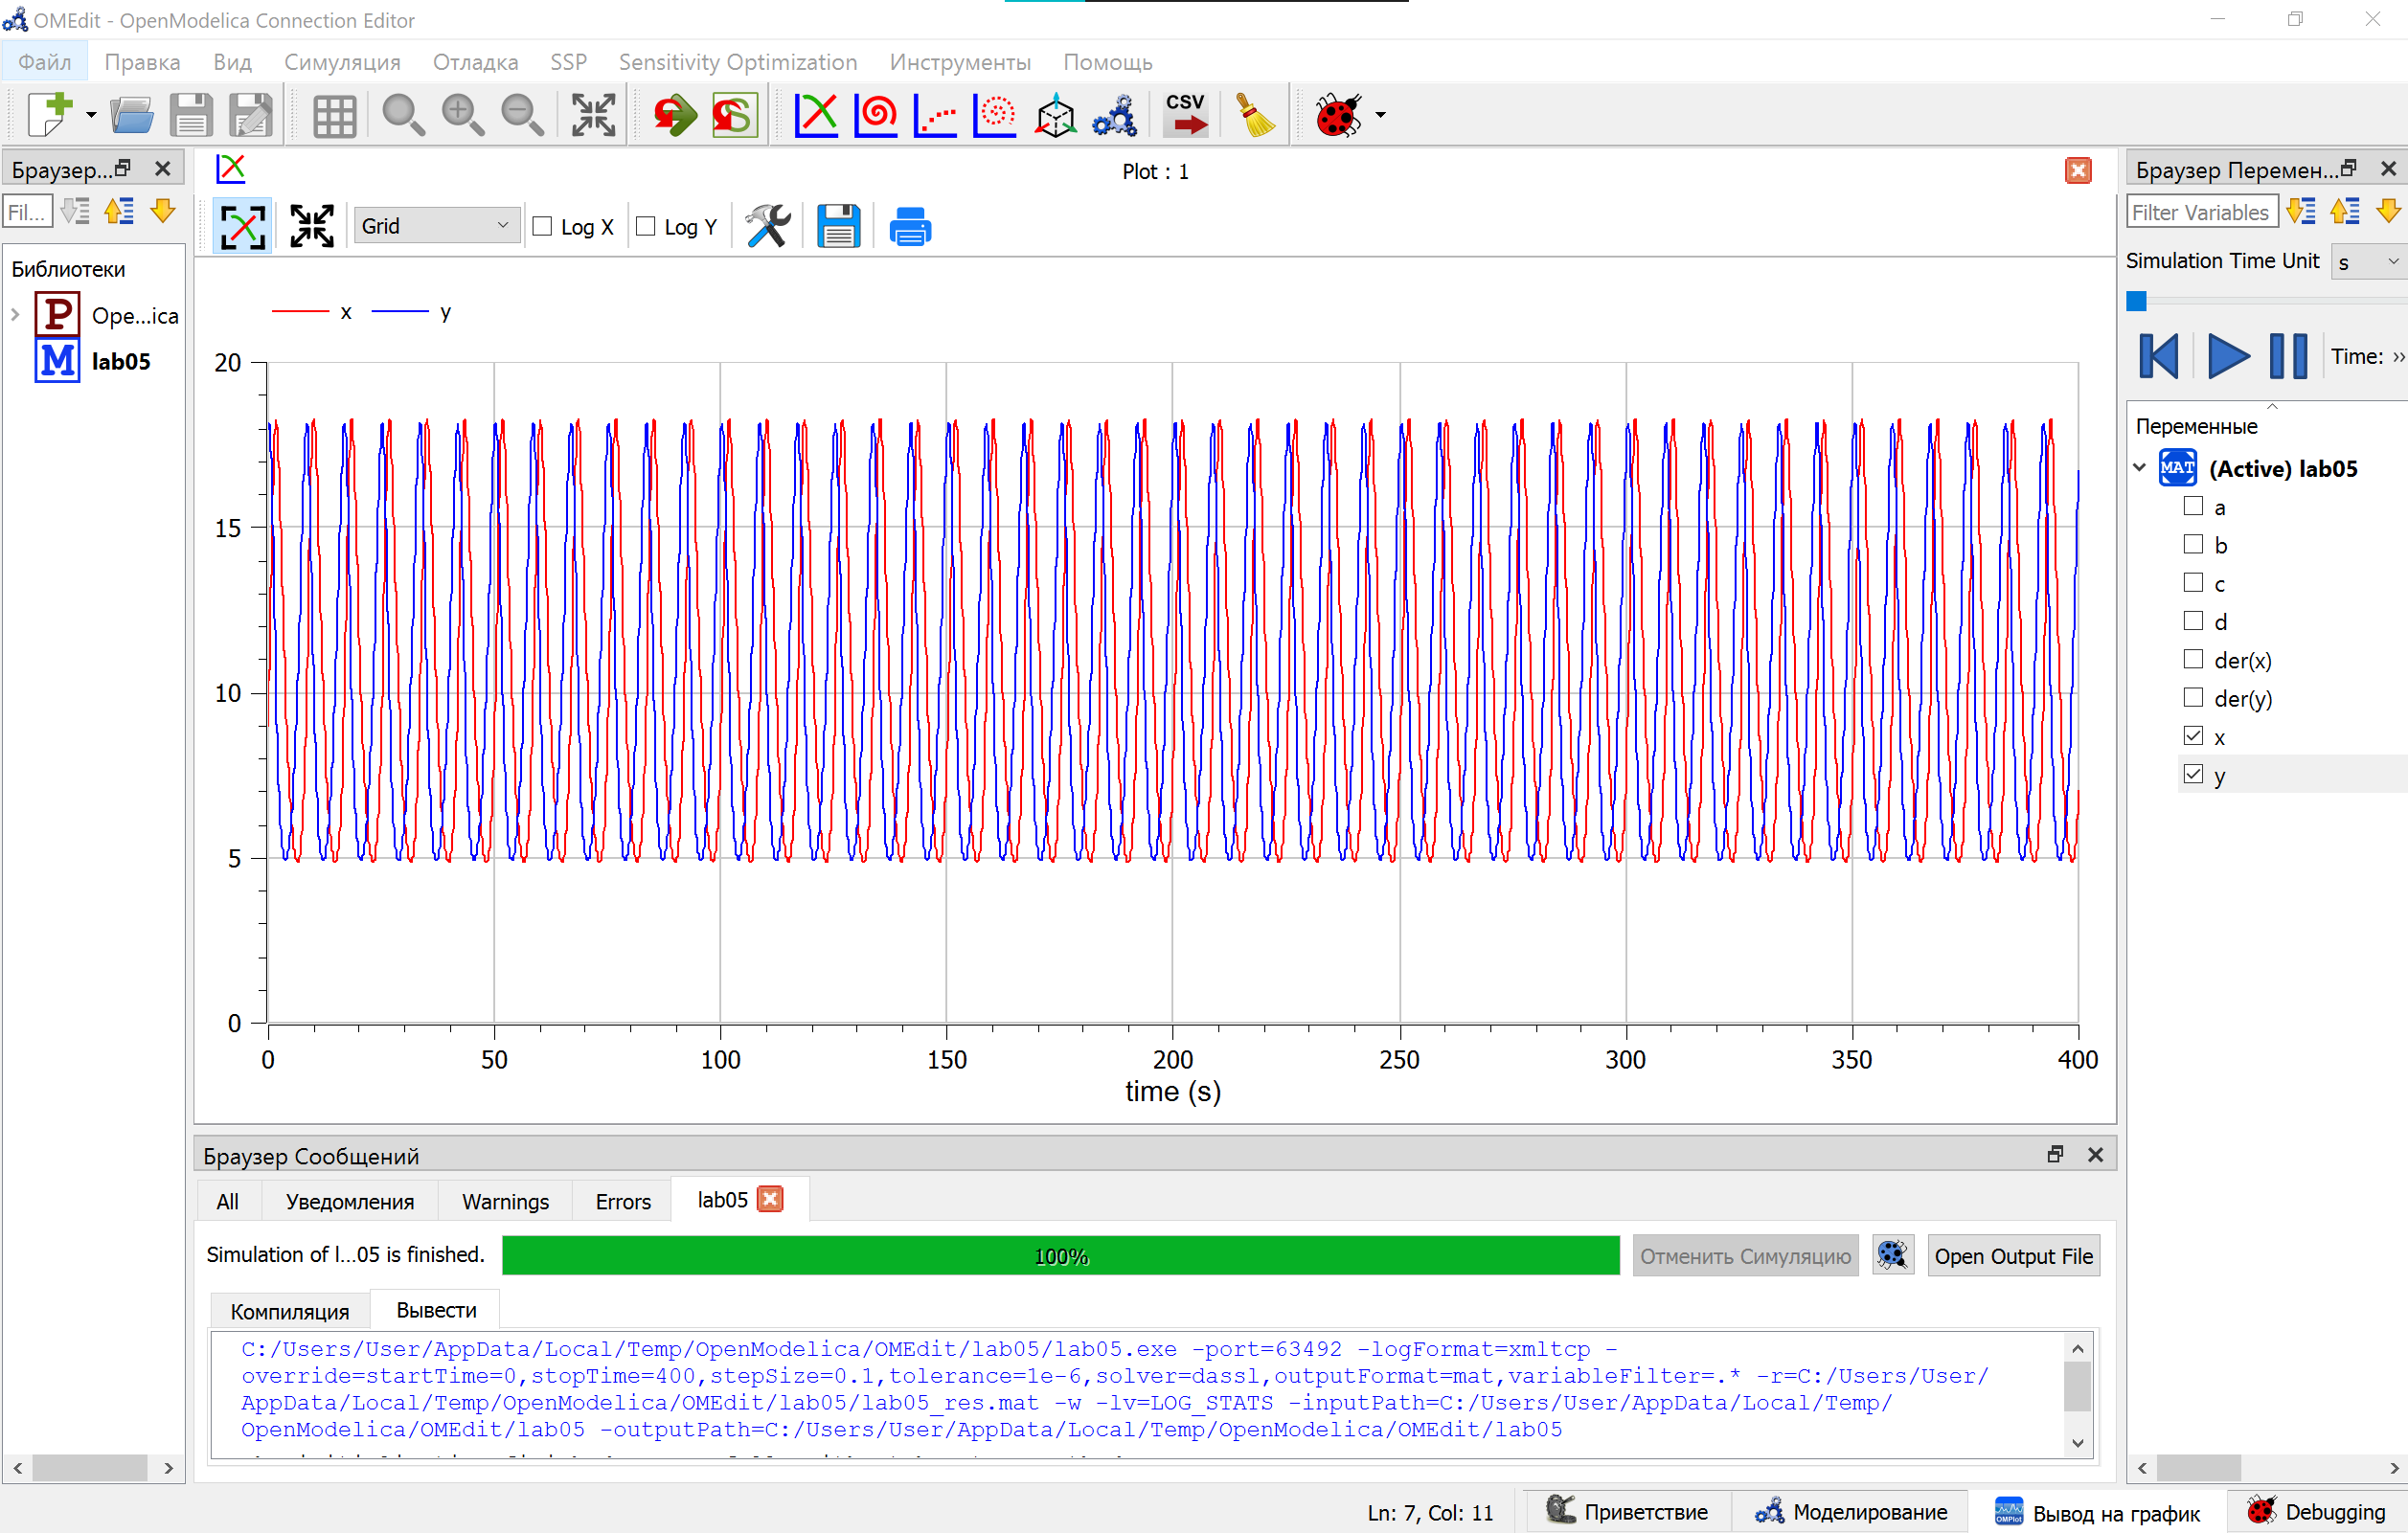 OMEdit - OpenModelica Connection Editor
Файл Правка Вид Симуляция Отладка SSP Sensitivity Optimization Инструменты Помощь
CSV
Браузер...
Plot : 1
Браузер Перемен...
Fil...
Grid
Log X
Log Y
Filter Variables
Simulation Time Unit s
Библиотеки
P Ope...ica
M lab05
x y
Time: »
Переменные
MAT (Active) lab05
a
b
c
d
der(x)
der(y)
x
y
20
15
10
5
0
0 50 100 150 200 250 300 350 400
time (s)
Браузер Сообщений
All Уведомления Warnings Errors lab05
Simulation of l...05 is finished. 100% Отменить Симуляцию Open Output File
Компиляция Вывести
C:/Users/User/AppData/Local/Temp/OpenModelica/OMEdit/lab05/lab05.exe -port=63492 -logFormat=xmltcp -
override=startTime=0,stopTime=400,stepSize=0.1,tolerance=1e-6,solver=dassl,outputFormat=mat,variableFilter=.* -r=C:/Users/User/
AppData/Local/Temp/OpenModelica/OMEdit/lab05/lab05_res.mat -w -lv=LOG_STATS -inputPath=C:/Users/User/AppData/Local/Temp/
OpenModelica/OMEdit/lab05 -outputPath=C:/Users/User/AppData/Local/Temp/OpenModelica/OMEdit/lab05
Ln: 7, Col: 11 Приветствие Моделирование OMPlot Вывод на график Debugging